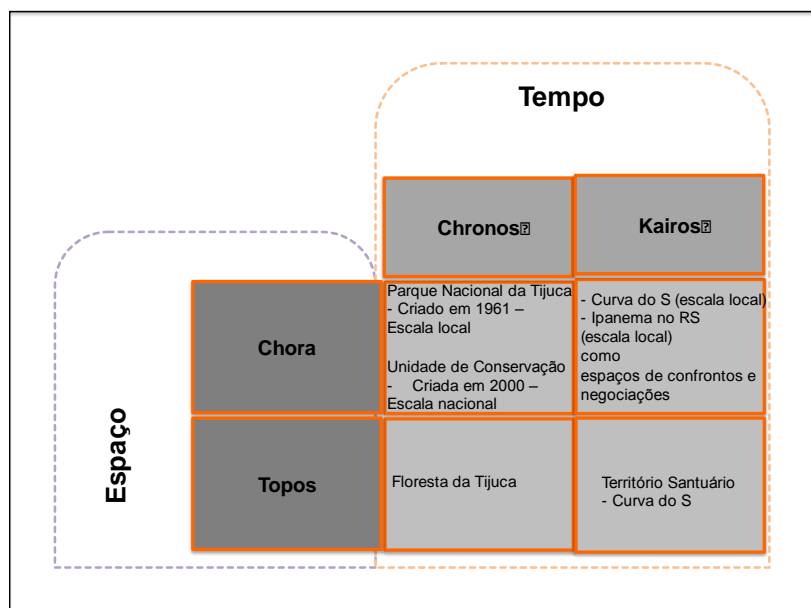 Tempo
Chronos
Kairos
Espaço
Chora
Parque Nacional da Tijuca
- Criado em 1961 –
Escala local
Unidade de Conservação
- Criada em 2000 –
Escala nacional
- Curva do S (escala local)
- Ipanema no RS
(escala local)
como
espaços de confrontos e
negociações
Topos
Floresta da Tijuca
Território Santuário
- Curva do S